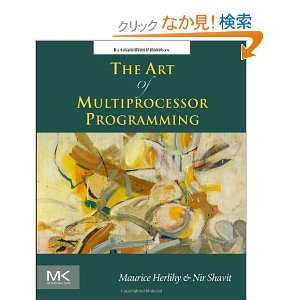 クリック
なか見！検索
THE ART
of
MULTIPROCESSOR
PROGRAMMING
Maurice Herlihy & Nir Shavit
MK